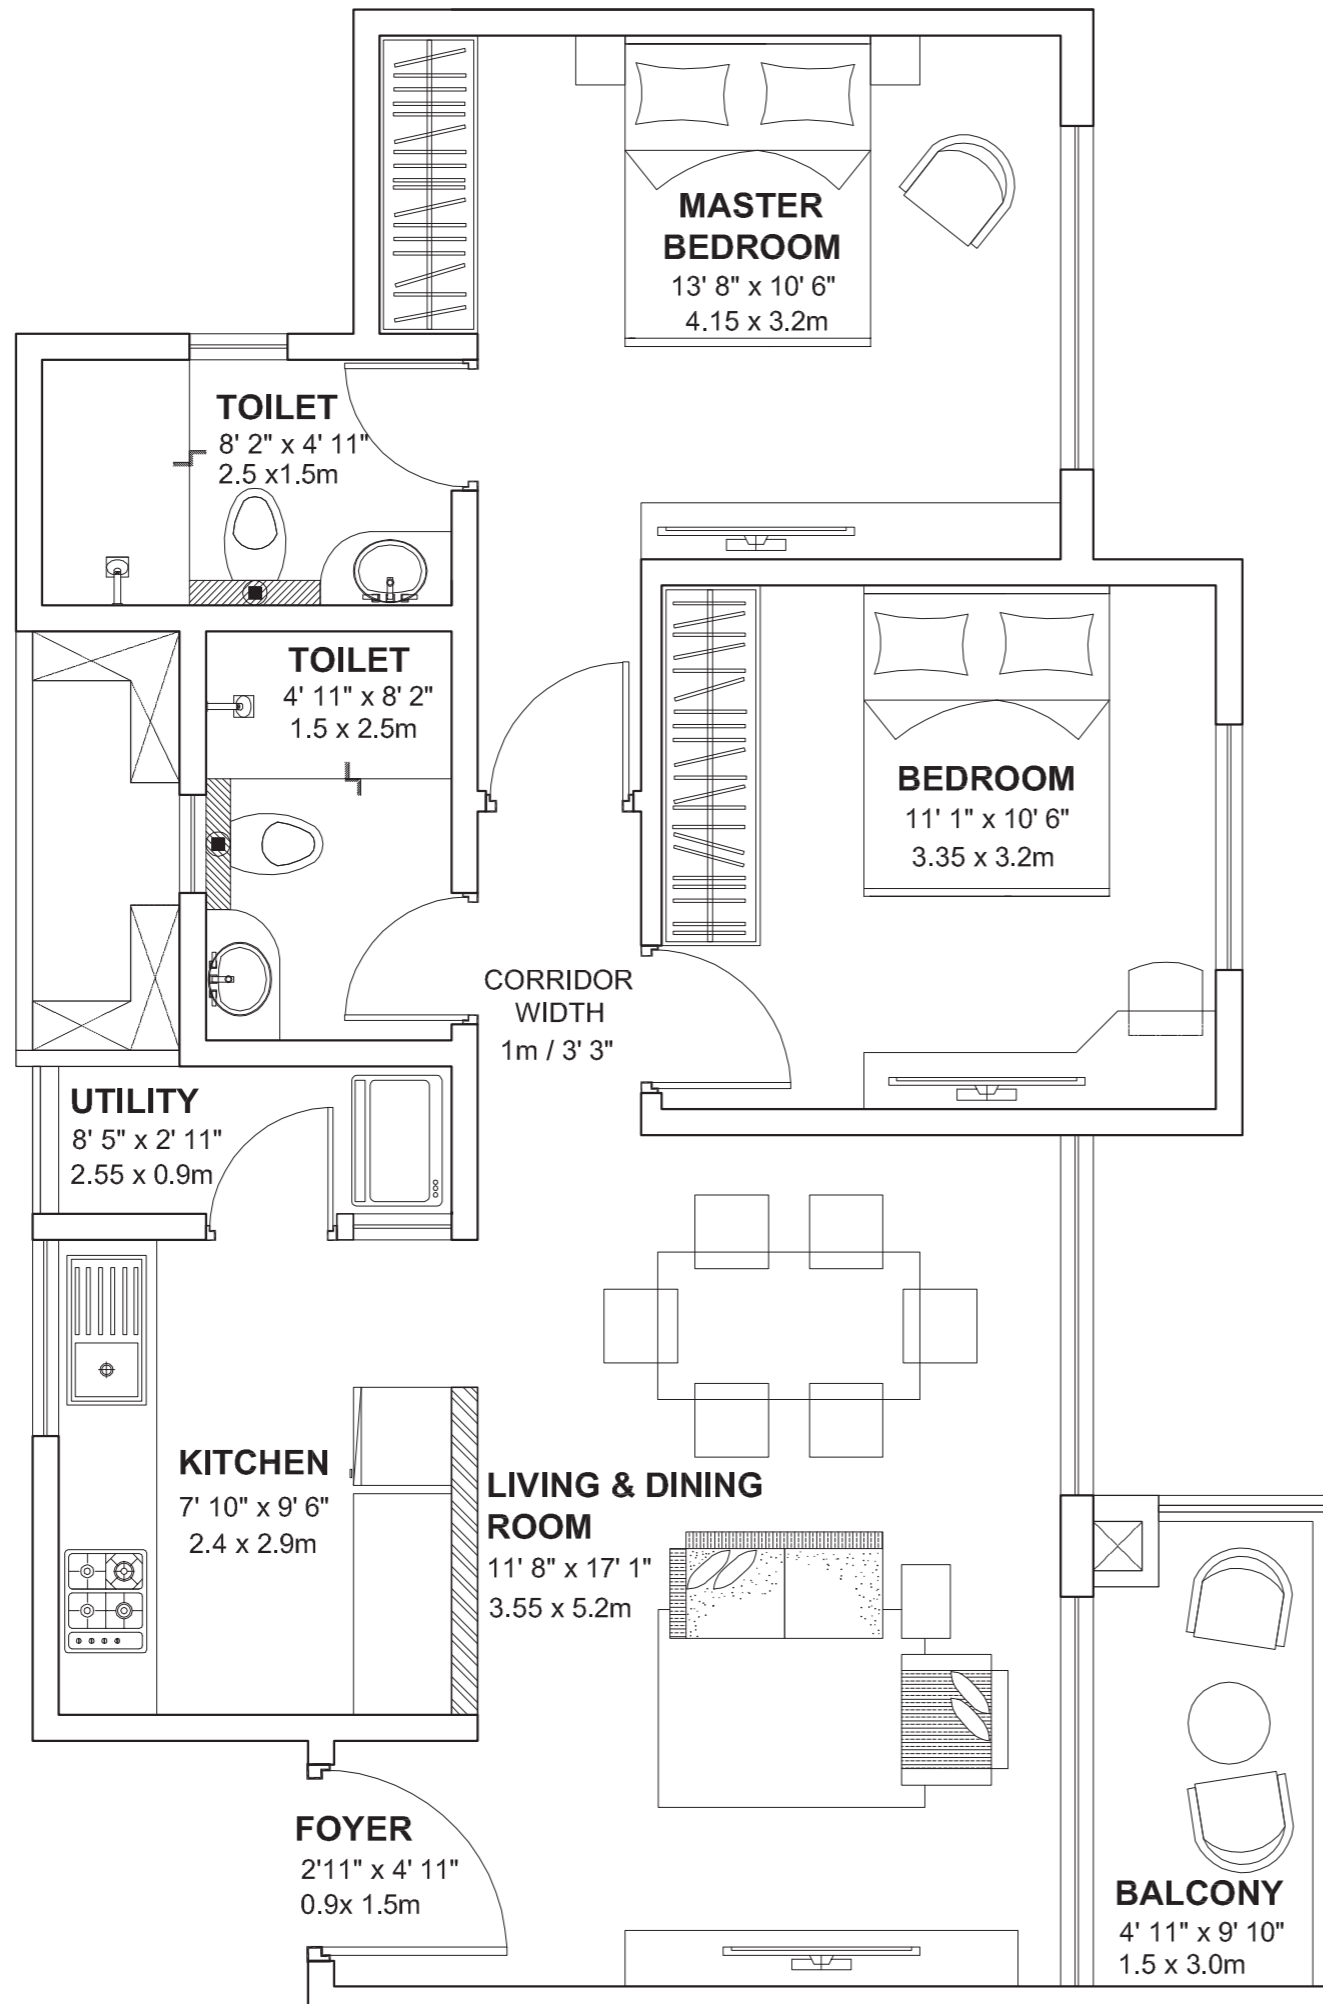 MASTER
BEDROOM
13' 8" x 10' 6"
4.15 x 3.2m
TOILET
8' 2" x 4' 11"
2.5 x1.5m
TOILET
4' 11" x 8' 2"
1.5 x 2.5m
BEDROOM
11' 1" x 10' 6"
3.35 x 3.2m
CORRIDOR
WIDTH
1m / 3' 3"
UTILITY
8' 5" x 2' 11"
2.55 x 0.9m
KITCHEN
7' 10" x 9' 6"
2.4 x 2.9m
LIVING & DINING
ROOM
11' 8" x 17' 1"
3.55 x 5.2m
FOYER
2'11" x 4' 11"
0.9x 1.5m
BALCONY
4' 11" x 9' 10"
1.5 x 3.0m